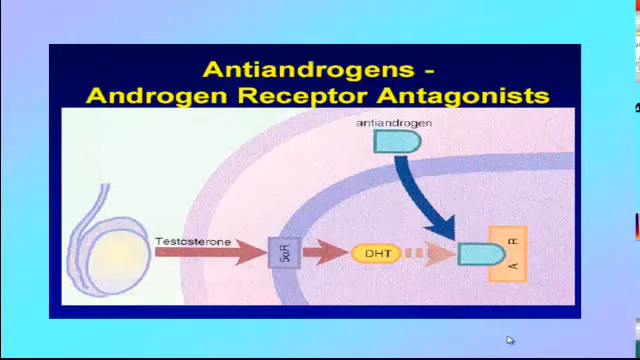 Antiandrogens -
Androgen Receptor Antagonists
antiandrogen
Testosterone
5αR
DHT
A R